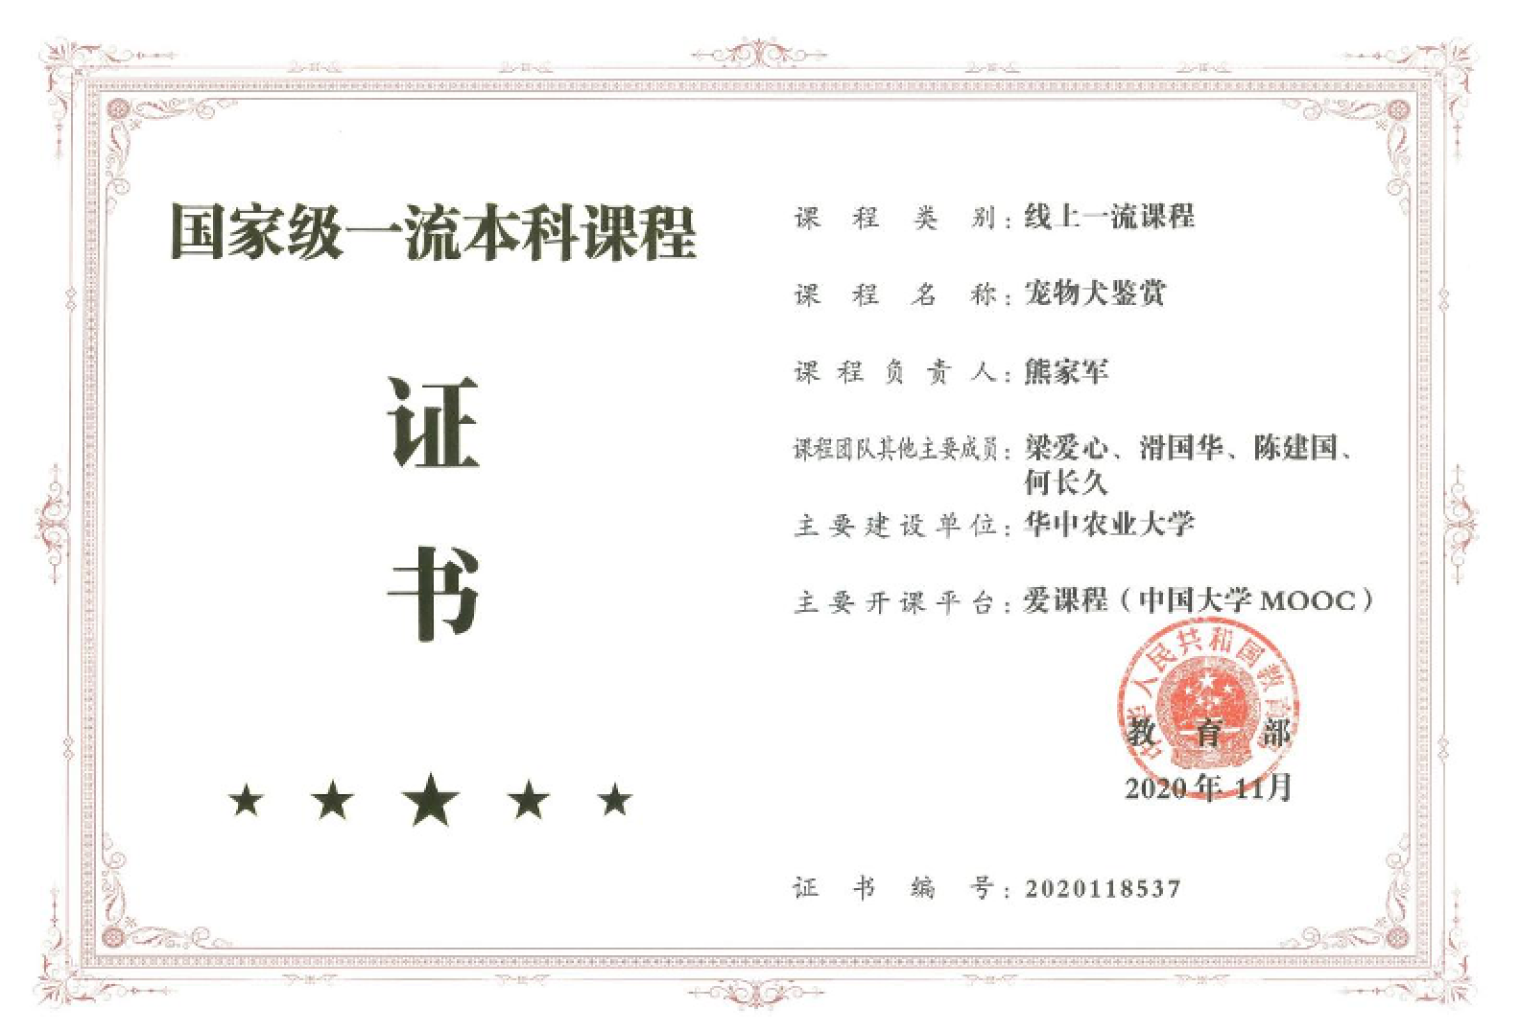 国家级一流本科课程
证
书
课程类别：线上一流课程
课程名称：宠物犬鉴赏
课程负责人：熊家军
课程团队其他主要成员：梁爱心、滑国华、陈建国、
何长久
主要建设单位：华中农业大学
主要开课平台：爱课程（中国大学MOOC）
中华人民共和国教育部
教育部
2020年11月
证书编号：2020118537